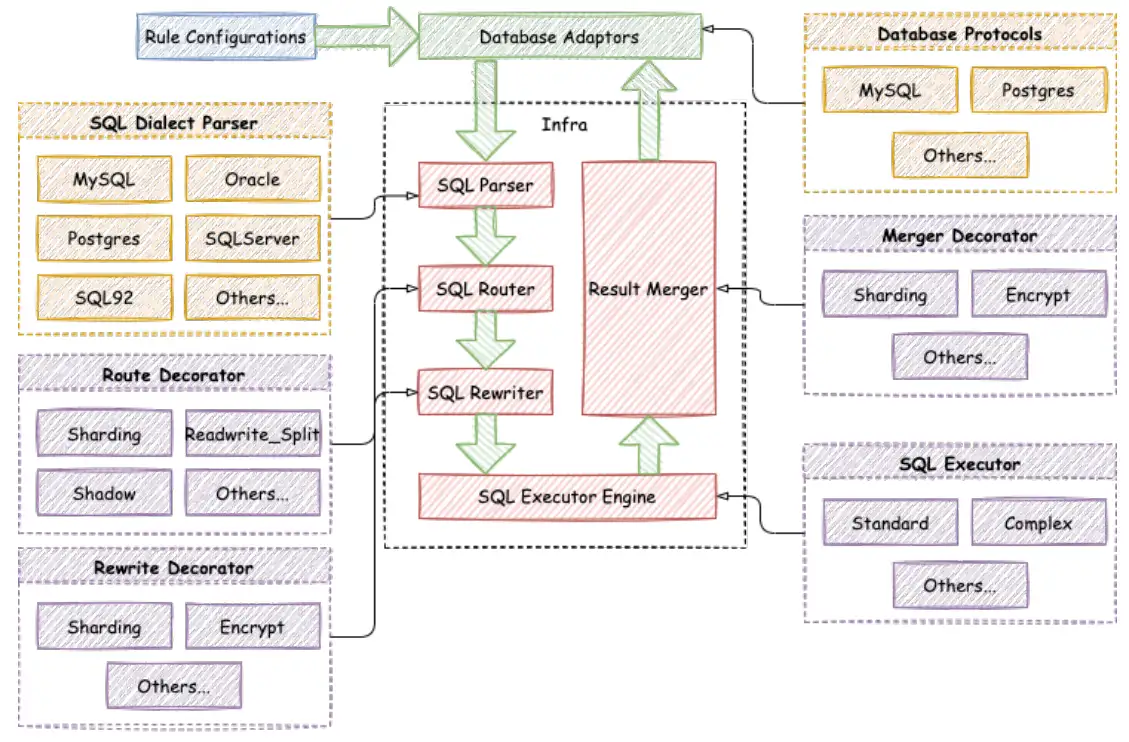 Rule Configurations
Database Adaptors
Database Protocols
MySQL
Postgres
Others...
SQL Dialect Parser
MySQL
Oracle
Postgres
SQLServer
SQL92
Others...
Infra
SQL Parser
SQL Router
SQL Rewriter
Result Merger
SQL Executor Engine
Merger Decorator
Sharding
Encrypt
Others...
Route Decorator
Sharding
Readwrite_Split
Shadow
Others...
SQL Executor
Standard
Complex
Others...
Rewrite Decorator
Sharding
Encrypt
Others...